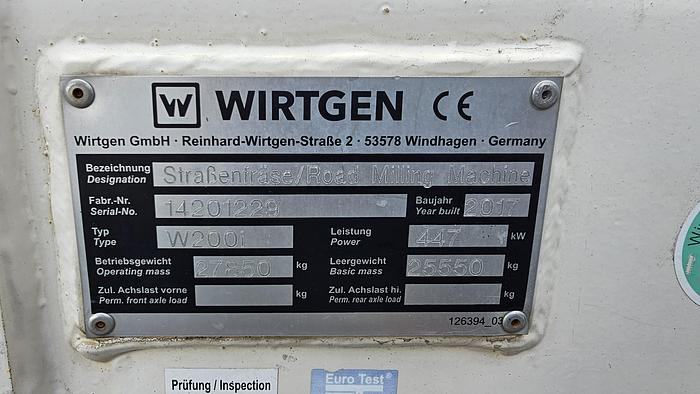 W WIRTGEN CE
Wirtgen GmbH · Reinhard-Wirtgen-Straße 2 · 53578 Windhagen · Germany
Bezeichnung Straßenfräse/Road Milling Machine
Designation
Fabr.-Nr. 14201229 Baujahr 2017
Serial-No. Year built
Typ W200i Leistung 447 kW
Type Power
Betriebsgewicht 27850 kg Leergewicht 25550 kg
Operating mass Basic mass
Zul. Achslast vorne kg Zul. Achslast hi. kg
Perm. front axle load Perm. rear axle load
126394_03
Prüfung / Inspection
Euro Test